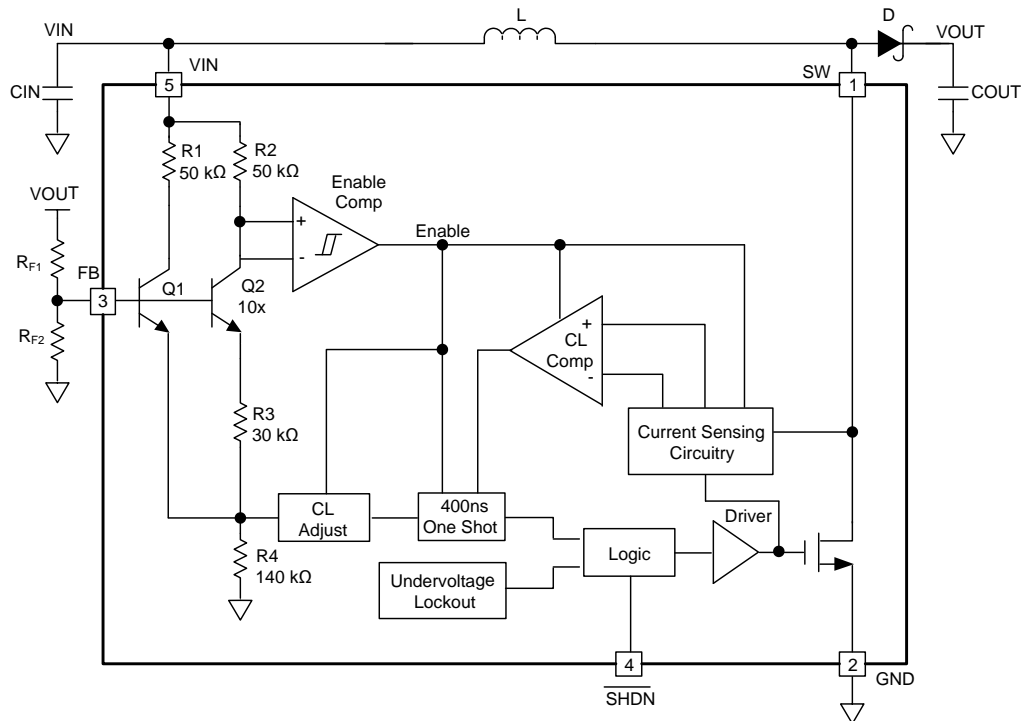 L
D
VIN
VOUT
VIN
SW
5
1
CIN
COUT
R1
50 kΩ
R2
50 kΩ
Enable
Comp
VOUT
+
-
Enable
RF1
FB
3
Q1
Q2
10x
RF2
+
CL
Comp
-
R3
30 kΩ
Current Sensing
Circuitry
CL
Adjust
400ns
One Shot
Driver
Logic
R4
140 kΩ
Undervoltage
Lockout
4
2
GND
SHDN